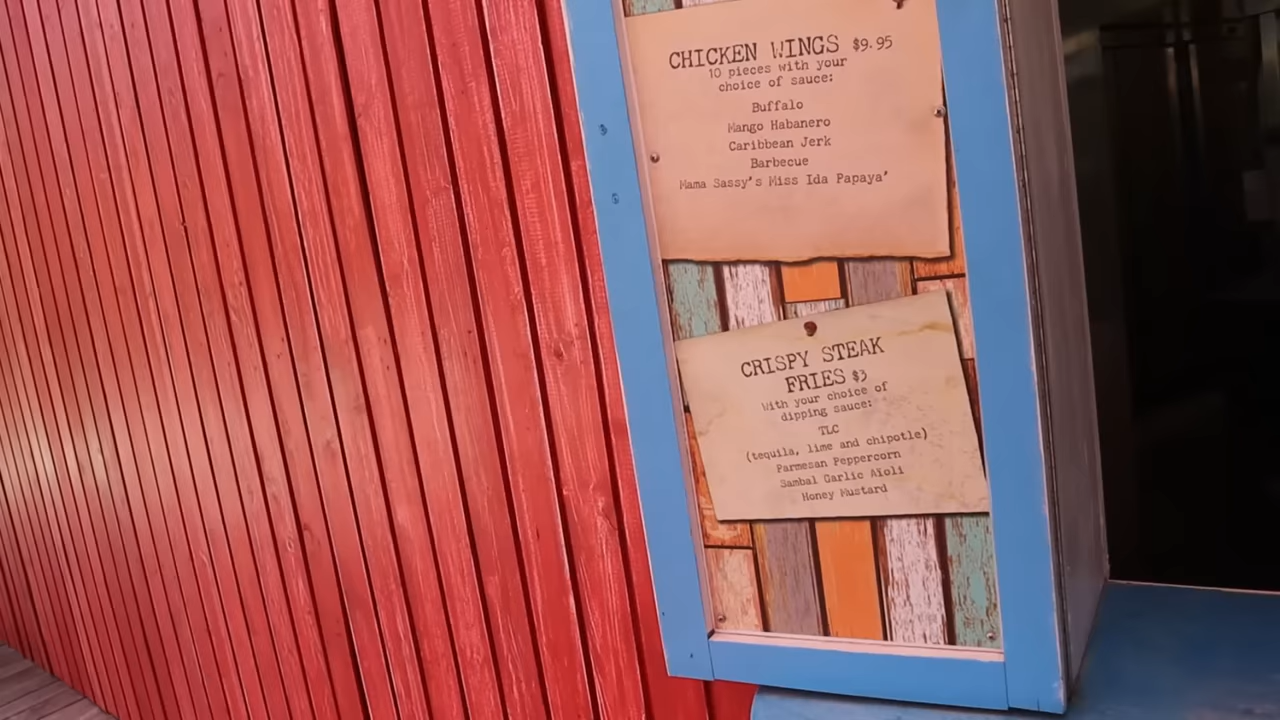 CHICKEN WINGS $9.95
10 pieces with your
choice of sauce:
Buffalo
Mango Habanero
Caribbean Jerk
Barbecue
Mama Sassy's Miss Ida Papaya'
CRISPY STEAK
FRIES $3
With your choice of
dipping sauce:
TLC
(tequila, lime and chipotle)
Parmesan Peppercorn
Sambal Garlic Aïoli
Honey Mustard